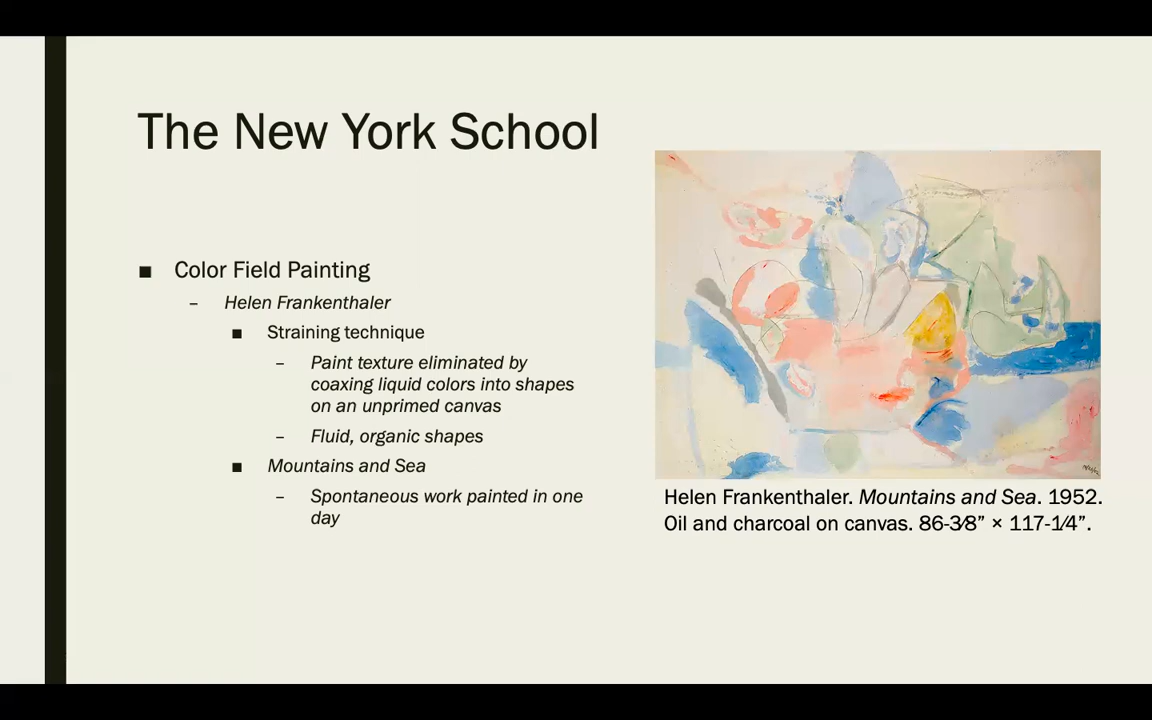 The New York School
■ Color Field Painting
– Helen Frankenthaler
■ Straining technique
– Paint texture eliminated by
coaxing liquid colors into shapes
on an unprimed canvas
– Fluid, organic shapes
■ Mountains and Sea
– Spontaneous work painted in one
day
Helen Frankenthaler. Mountains and Sea. 1952.
Oil and charcoal on canvas. 86-3⁄8” × 117-1⁄4”.